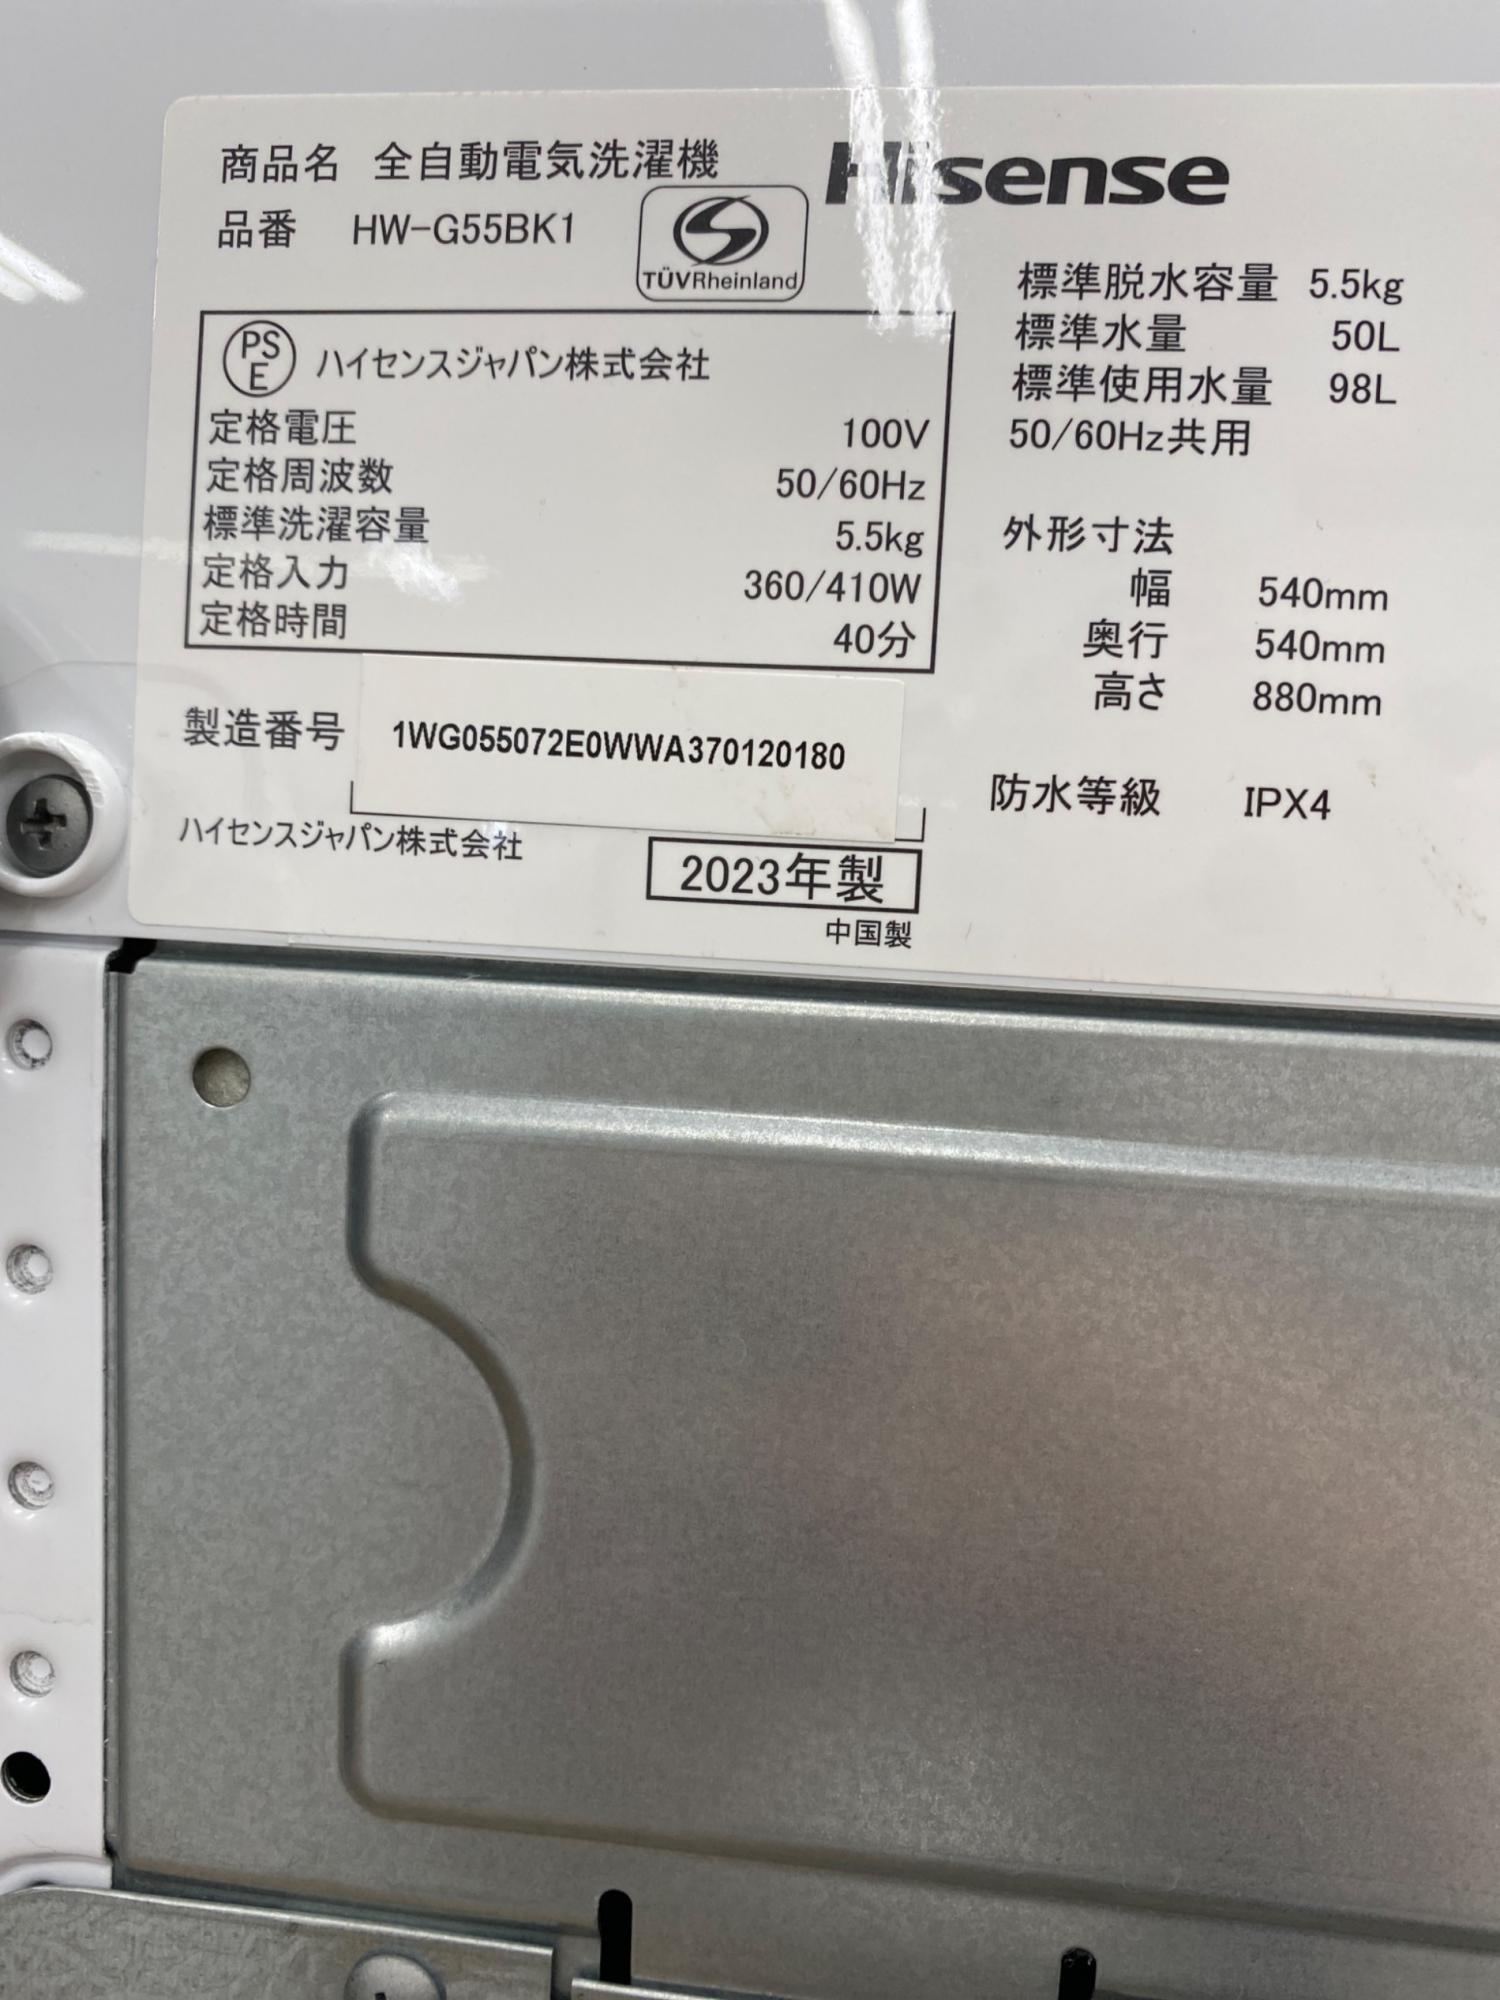 商品名 全自動電気洗濯機
Hisense
品番 HW-G55BK1
TÜVRheinland
PS
E
ハイセンスジャパン株式会社
定格電圧 100V
定格周波数 50/60Hz
標準洗濯容量 5.5kg
定格入力 360/410W
定格時間 40分
製造番号 1WG055072E0WWA370120180
ハイセンスジャパン株式会社
2023年製
中国製
標準脱水容量 5.5kg
標準水量 50L
標準使用水量 98L
50/60Hz共用
外形寸法
幅 540mm
奥行 540mm
高さ 880mm
防水等級 IPX4